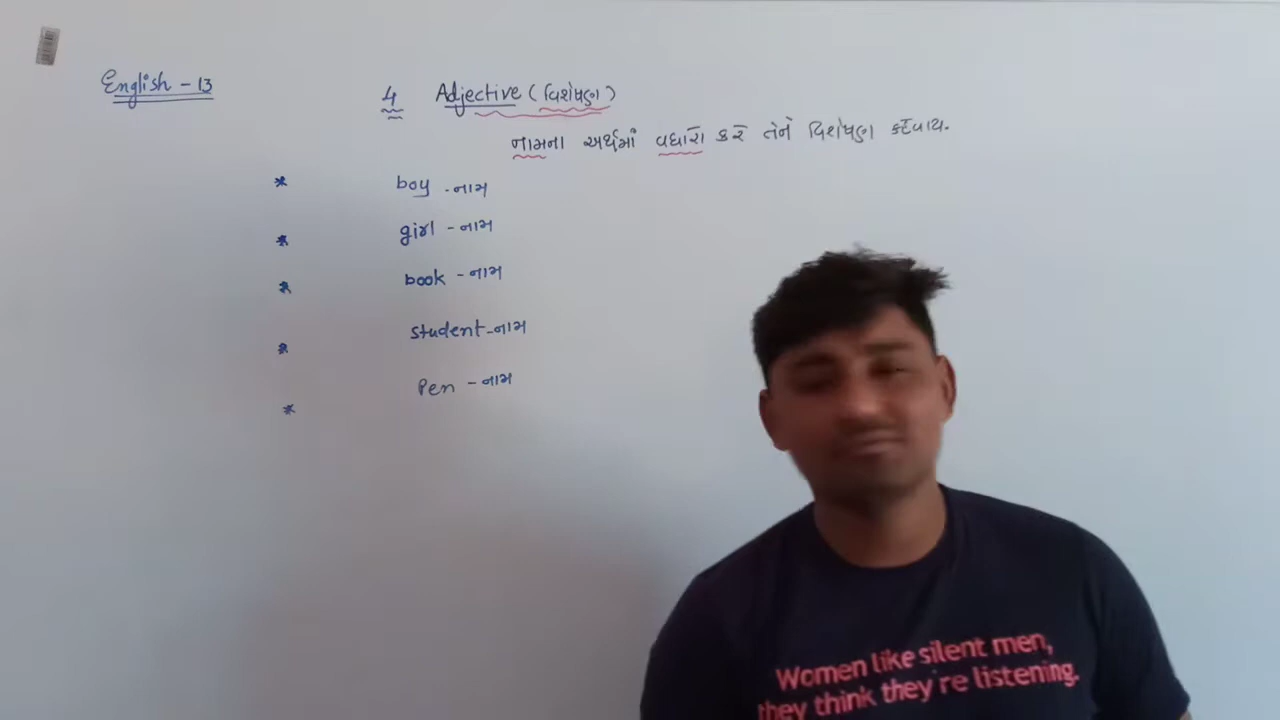 English - 13
4 Adjective (વિશેષણ)
નામના અર્થમાં વધારો કરે તેને વિશેષણ કહેવાય.
* boy - નામ
* girl - નામ
* book - નામ
* student - નામ
* Pen - નામ
Women like silent men,
they think they're listening.